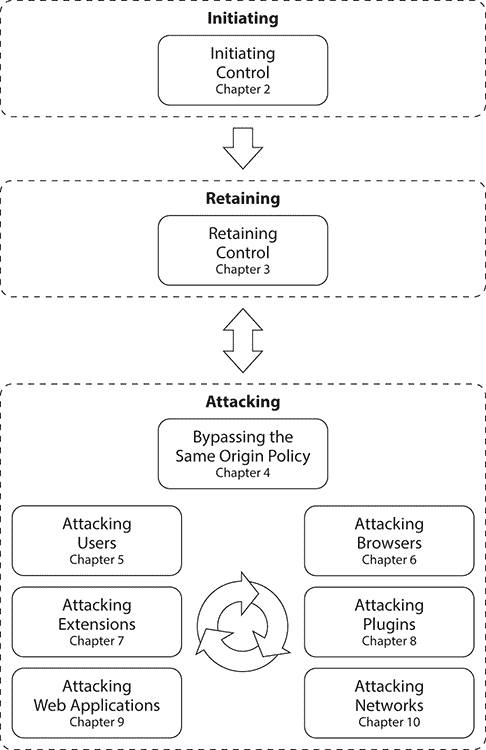 Initiating
Initiating
Control
Chapter 2
Retaining
Retaining
Control
Chapter 3
Attacking
Bypassing the
Same Origin Policy
Chapter 4
Attacking
Users
Chapter 5
Attacking
Browsers
Chapter 6
Attacking
Extensions
Chapter 7
Attacking
Plugins
Chapter 8
Attacking
Web Applications
Chapter 9
Attacking
Networks
Chapter 10